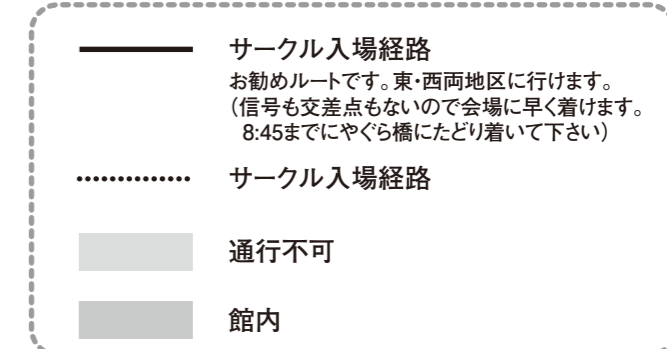 サークル入場経路
お勧めルートです。東・西両地区に行けます。
(信号も交差点もないので会場に早く着けます。
8:45までにやぐら橋にたどり着いて下さい)
サークル入場経路
通行不可
館内